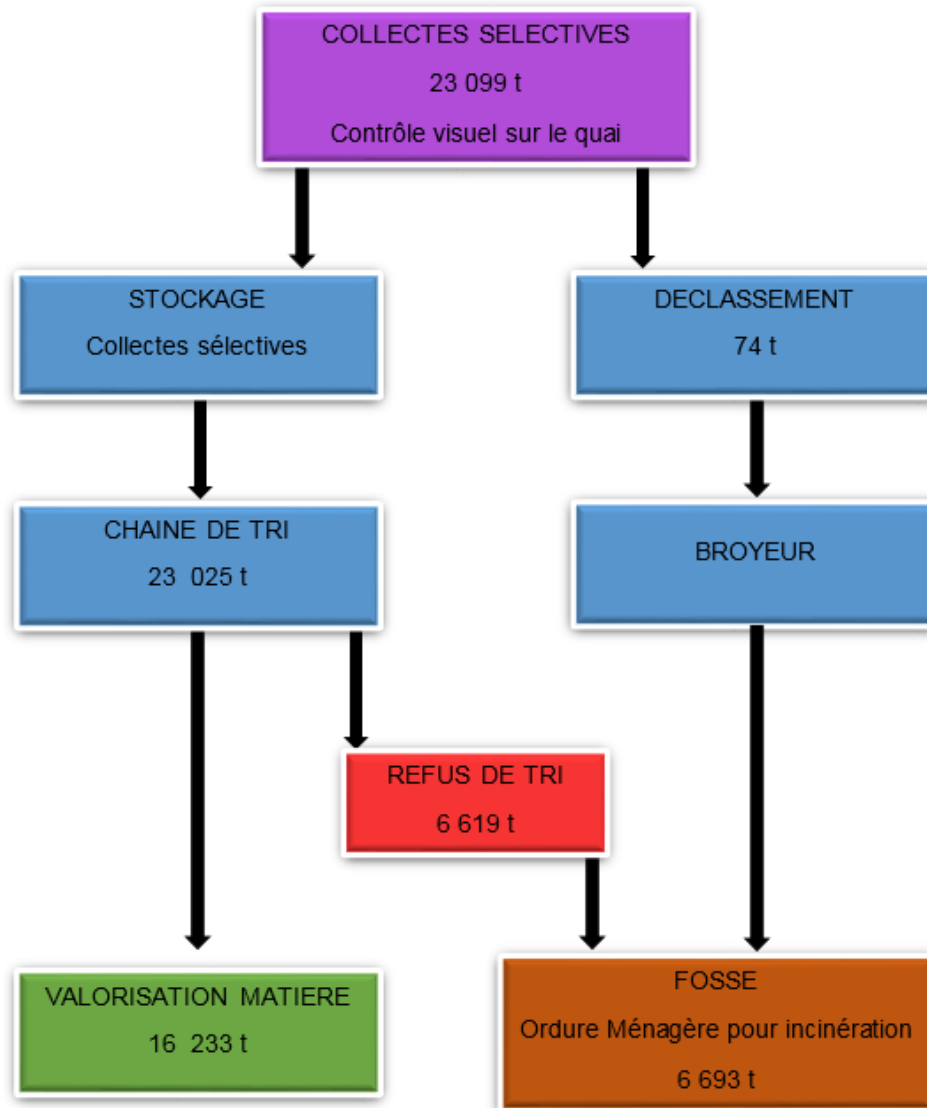 COLLECTES SELECTIVES
23 099 t
Contrôle visuel sur le quai
STOCKAGE
Collectes sélectives
DECLASSEMENT
74 t
CHAINE DE TRI
23 025 t
BROYEUR
REFUS DE TRI
6 619 t
VALORISATION MATIERE
16 233 t
FOSSE
Ordure Ménagère pour incinération
6 693 t